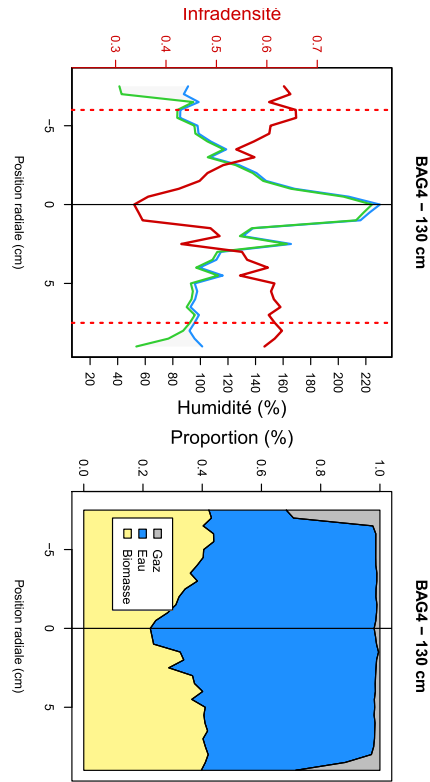 Intradensité
0.3 0.4 0.5 0.6 0.7
BAG4 − 130 cm
−5 0 5
Position radiale (cm)
20 40 60 80 100 120 140 160 180 200 220
Humidité (%)
Proportion (%)
0.0 0.2 0.4 0.6 0.8 1.0
BAG4 − 130 cm
Gaz
Eau
Biomasse
−5 0 5
Position radiale (cm)